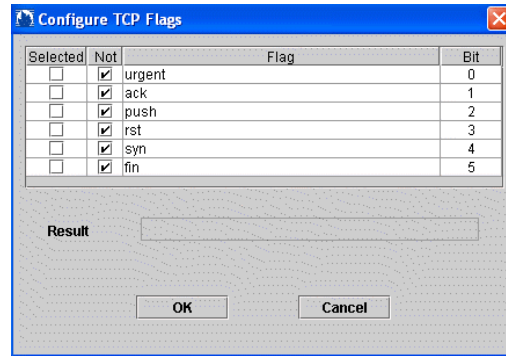 Configure TCP Flags
Selected Not Flag Bit
urgent 0
ack 1
push 2
rst 3
syn 4
fin 5
Result
OK Cancel